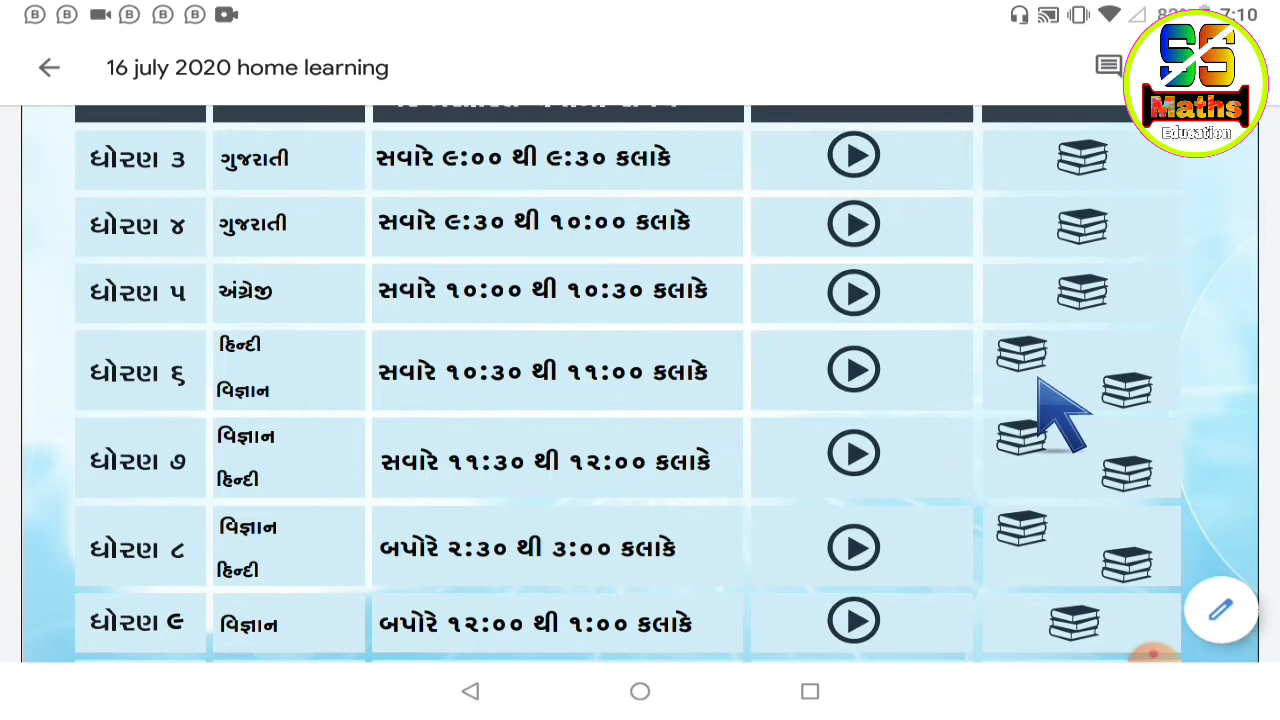 7:10
16 july 2020 home learning
SS
Maths
Education
ધોરણ ૩ ગુજરાતી સવારે ૯:૦૦ થી ૯:૩૦ કલાકે
ધોરણ ૪ ગુજરાતી સવારે ૯:૩૦ થી ૧૦:૦૦ કલાકે
ધોરણ ૫ અંગ્રેજી સવારે ૧૦:૦૦ થી ૧૦:૩૦ કલાકે
હિન્દી
ધોરણ ૬ સવારે ૧૦:૩૦ થી ૧૧:૦૦ કલાકે
વિજ્ઞાન
વિજ્ઞાન
ધોરણ ૭ સવારે ૧૧:૩૦ થી ૧૨:૦૦ કલાકે
હિન્દી
વિજ્ઞાન
ધોરણ ૮ બપોરે ૨:૩૦ થી ૩:૦૦ કલાકે
હિન્દી
ધોરણ ૯ વિજ્ઞાન બપોરે ૧૨:૦૦ થી ૧:૦૦ કલાકે